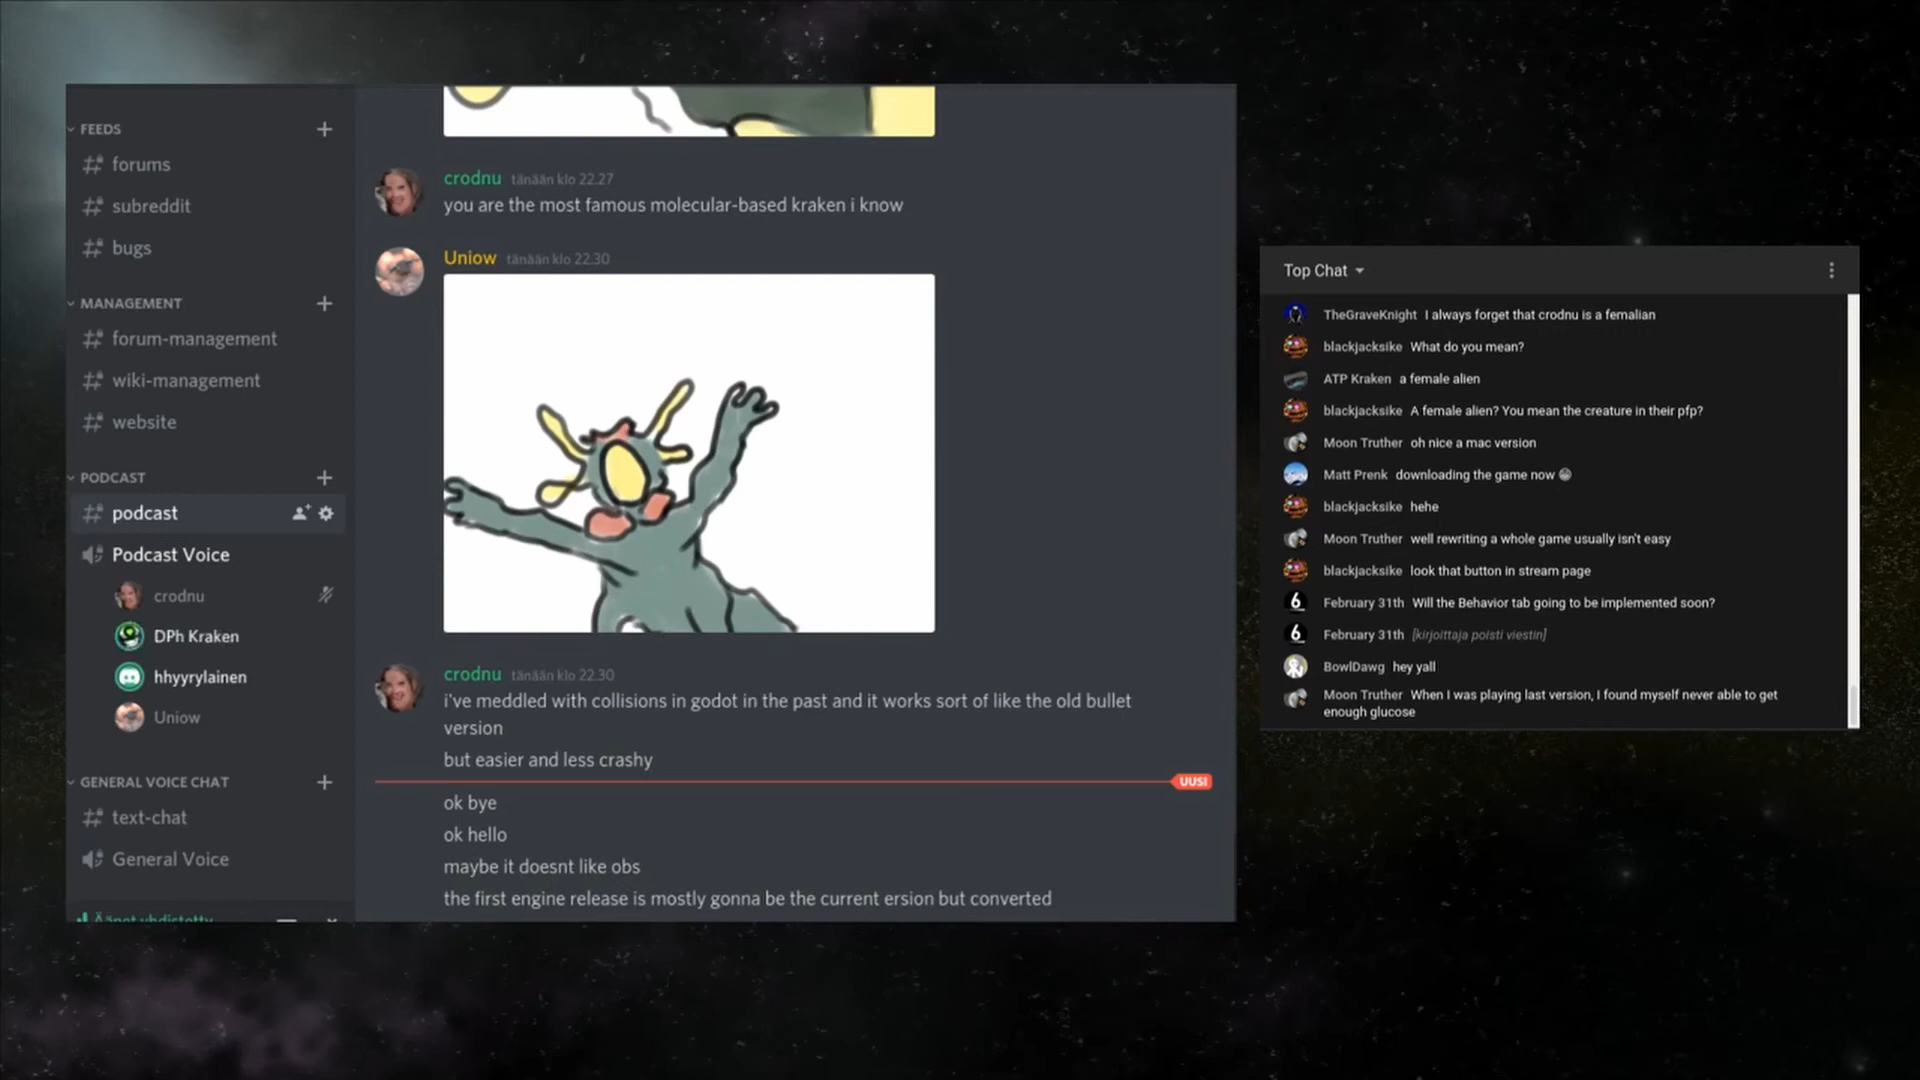 FEEDS
forums
subreddit
bugs
MANAGEMENT
forum-management
wiki-management
website
PODCAST
podcast
Podcast Voice
crodnu
DPh Kraken
hhyyrylainen
Uniow
GENERAL VOICE CHAT
text-chat
General Voice
Äänet yhdistetty
crodnu tänään klo 22.27
you are the most famous molecular-based kraken i know
Uniow tänään klo 22.30
crodnu tänään klo 22.30
i've meddled with collisions in godot in the past and it works sort of like the old bullet
version
but easier and less crashy
UUSI
ok bye
ok hello
maybe it doesnt like obs
the first engine release is mostly gonna be the current ersion but converted
Top Chat
TheGraveKnight I always forget that crodnu is a femalian
blackjacksike What do you mean?
ATP Kraken a female alien
blackjacksike A female alien? You mean the creature in their pfp?
Moon Truther oh nice a mac version
Matt Prenk downloading the game now 😁
blackjacksike hehe
Moon Truther well rewriting a whole game usually isn't easy
blackjacksike look that button in stream page
6 February 31th Will the Behavior tab going to be implemented soon?
6 February 31th [kirjoittaja poisti viestin]
BowlDawg hey yall
Moon Truther When I was playing last version, I found myself never able to get
enough glucose